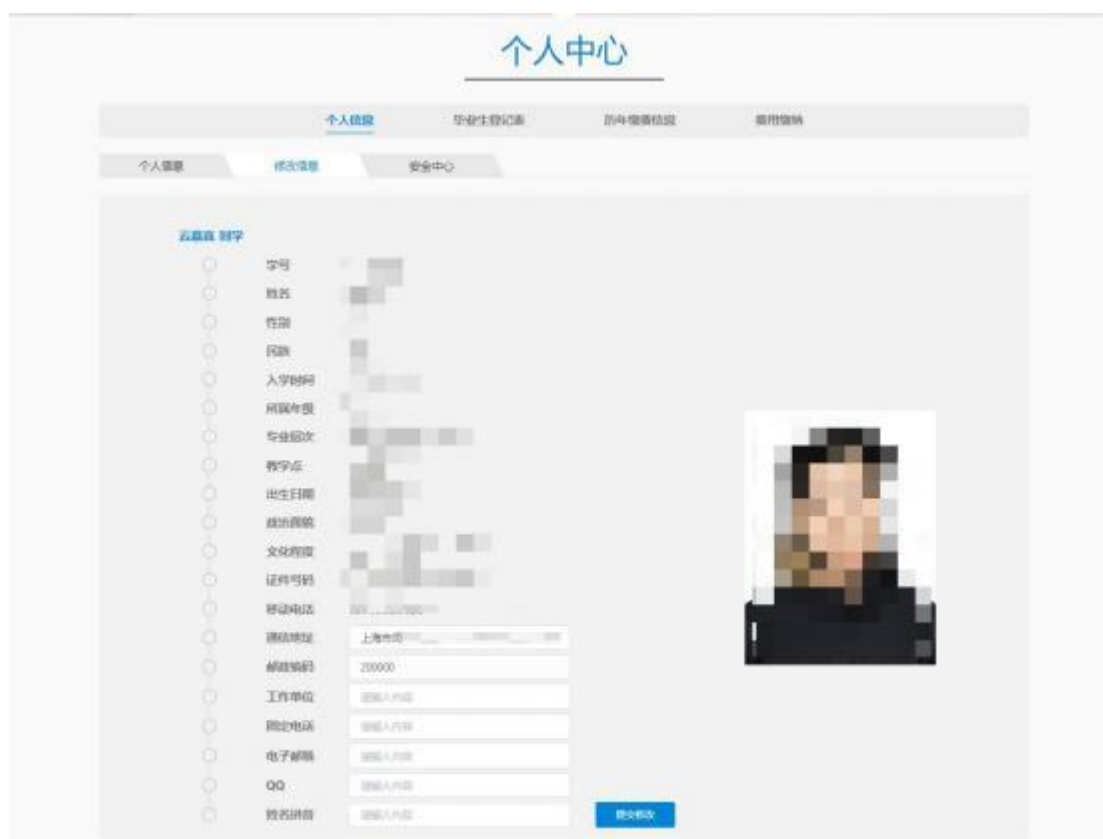 个人中心
个人信息 毕业生登记表 历年缴费信息 费用缴纳
个人信息 修改信息 安全中心
同学
学号
姓名
性别
民族
入学时间
所属年级
专业层次
教学点
出生日期
政治面貌
文化程度
证件号码
移动电话
通信地址 上海市
邮政编码 200000
工作单位 请输入内容
固定电话 请输入内容
电子邮箱 请输入内容
QQ 请输入内容
姓名拼音 请输入内容
提交修改